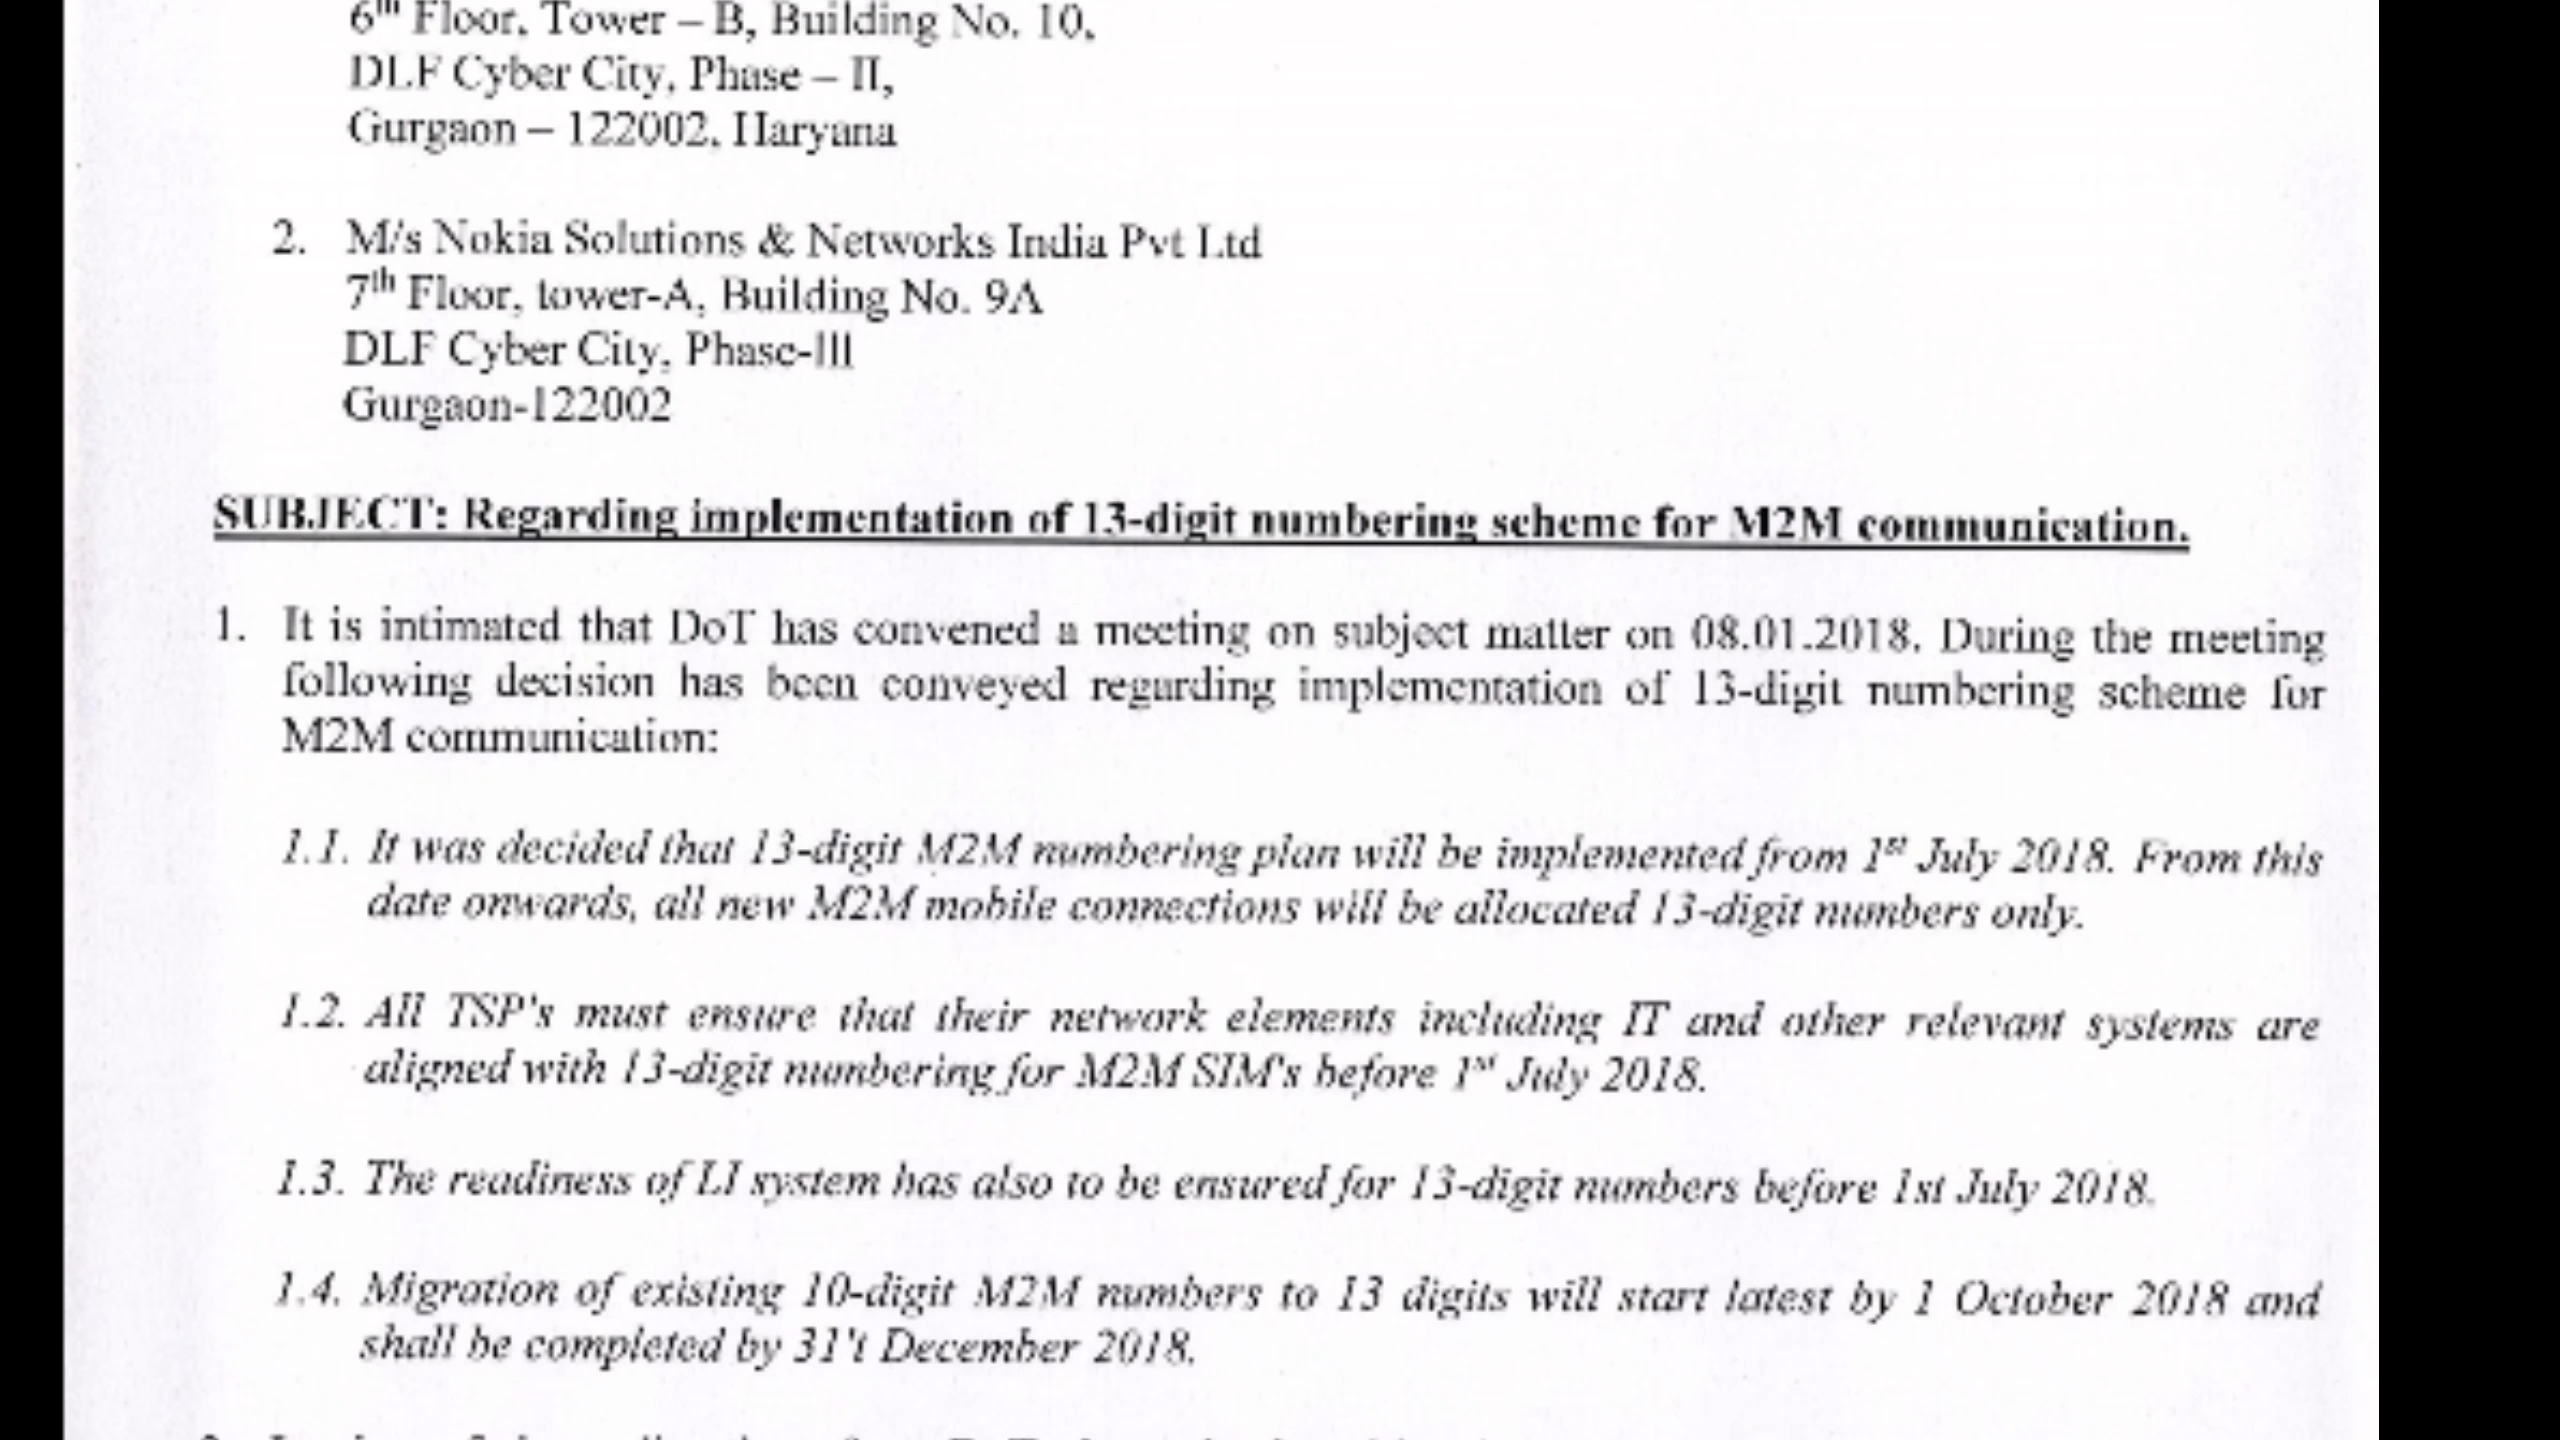 6th Floor, Tower – B, Building No. 10,
DLF Cyber City, Phase – II,
Gurgaon – 122002, Haryana
2. M/s Nokia Solutions & Networks India Pvt Ltd
7th Floor, tower-A, Building No. 9A
DLF Cyber City, Phase-III
Gurgaon-122002
SUBJECT: Regarding implementation of 13-digit numbering scheme for M2M communication.
1. It is intimated that DoT has convened a meeting on subject matter on 08.01.2018. During the meeting
following decision has been conveyed regarding implementation of 13-digit numbering scheme for
M2M communication:
1.1. It was decided that 13-digit M2M numbering plan will be implemented from 1st July 2018. From this
date onwards, all new M2M mobile connections will be allocated 13-digit numbers only.
1.2. All TSP's must ensure that their network elements including IT and other relevant systems are
aligned with 13-digit numbering for M2M SIM's before 1st July 2018.
1.3. The readiness of LI system has also to be ensured for 13-digit numbers before 1st July 2018.
1.4. Migration of existing 10-digit M2M numbers to 13 digits will start latest by 1 October 2018 and
shall be completed by 31't December 2018.